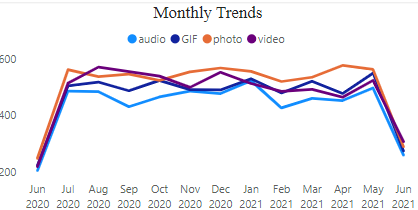 Monthly Trends
audio GIF photo video
600
400
200
Jun Jul Aug Sep Oct Nov Dec Jan Feb Mar Apr May Jun
2020 2020 2020 2020 2020 2020 2020 2021 2021 2021 2021 2021 2021